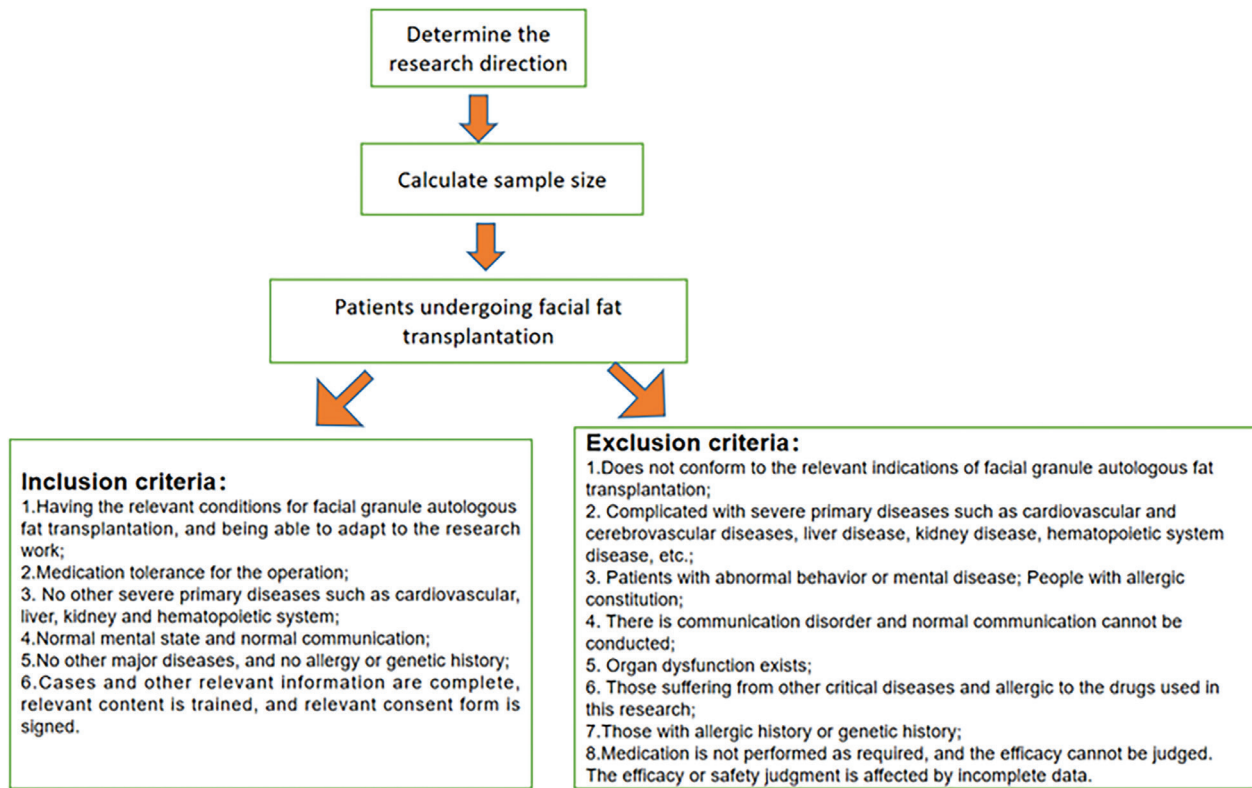 Determine the
research direction
Calculate sample size
Patients undergoing facial fat
transplantation
Inclusion criteria:
1.Having the relevant conditions for facial granule autologous
fat transplantation, and being able to adapt to the research
work;
2.Medication tolerance for the operation;
3. No other severe primary diseases such as cardiovascular,
liver, kidney and hematopoietic system;
4.Normal mental state and normal communication;
5.No other major diseases, and no allergy or genetic history;
6.Cases and other relevant information are complete,
relevant content is trained, and relevant consent form is
signed.
Exclusion criteria:
1.Does not conform to the relevant indications of facial granule autologous fat
transplantation;
2. Complicated with severe primary diseases such as cardiovascular and
cerebrovascular diseases, liver disease, kidney disease, hematopoietic system
disease, etc.;
3. Patients with abnormal behavior or mental disease; People with allergic
constitution;
4. There is communication disorder and normal communication cannot be
conducted;
5. Organ dysfunction exists;
6. Those suffering from other critical diseases and allergic to the drugs used in
this research;
7.Those with allergic history or genetic history;
8.Medication is not performed as required, and the efficacy cannot be judged.
The efficacy or safety judgment is affected by incomplete data.